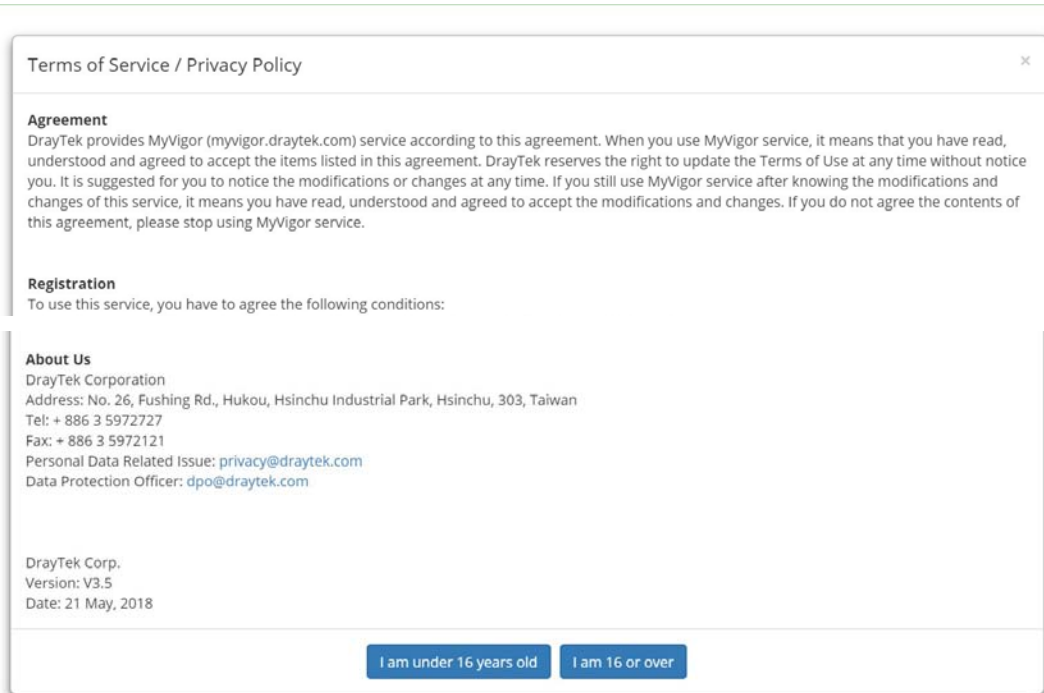 Terms of Service / Privacy Policy
×
Agreement
DrayTek provides MyVigor (myvigor.draytek.com) service according to this agreement. When you use MyVigor service, it means that you have read,
understood and agreed to accept the items listed in this agreement. DrayTek reserves the right to update the Terms of Use at any time without notice
you. It is suggested for you to notice the modifications or changes at any time. If you still use MyVigor service after knowing the modifications and
changes of this service, it means you have read, understood and agreed to accept the modifications and changes. If you do not agree the contents of
this agreement, please stop using MyVigor service.
Registration
To use this service, you have to agree the following conditions:
About Us
DrayTek Corporation
Address: No. 26, Fushing Rd., Hukou, Hsinchu Industrial Park, Hsinchu, 303, Taiwan
Tel: + 886 3 5972727
Fax: + 886 3 5972121
Personal Data Related Issue: privacy@draytek.com
Data Protection Officer: dpo@draytek.com
DrayTek Corp.
Version: V3.5
Date: 21 May, 2018
I am under 16 years old
I am 16 or over